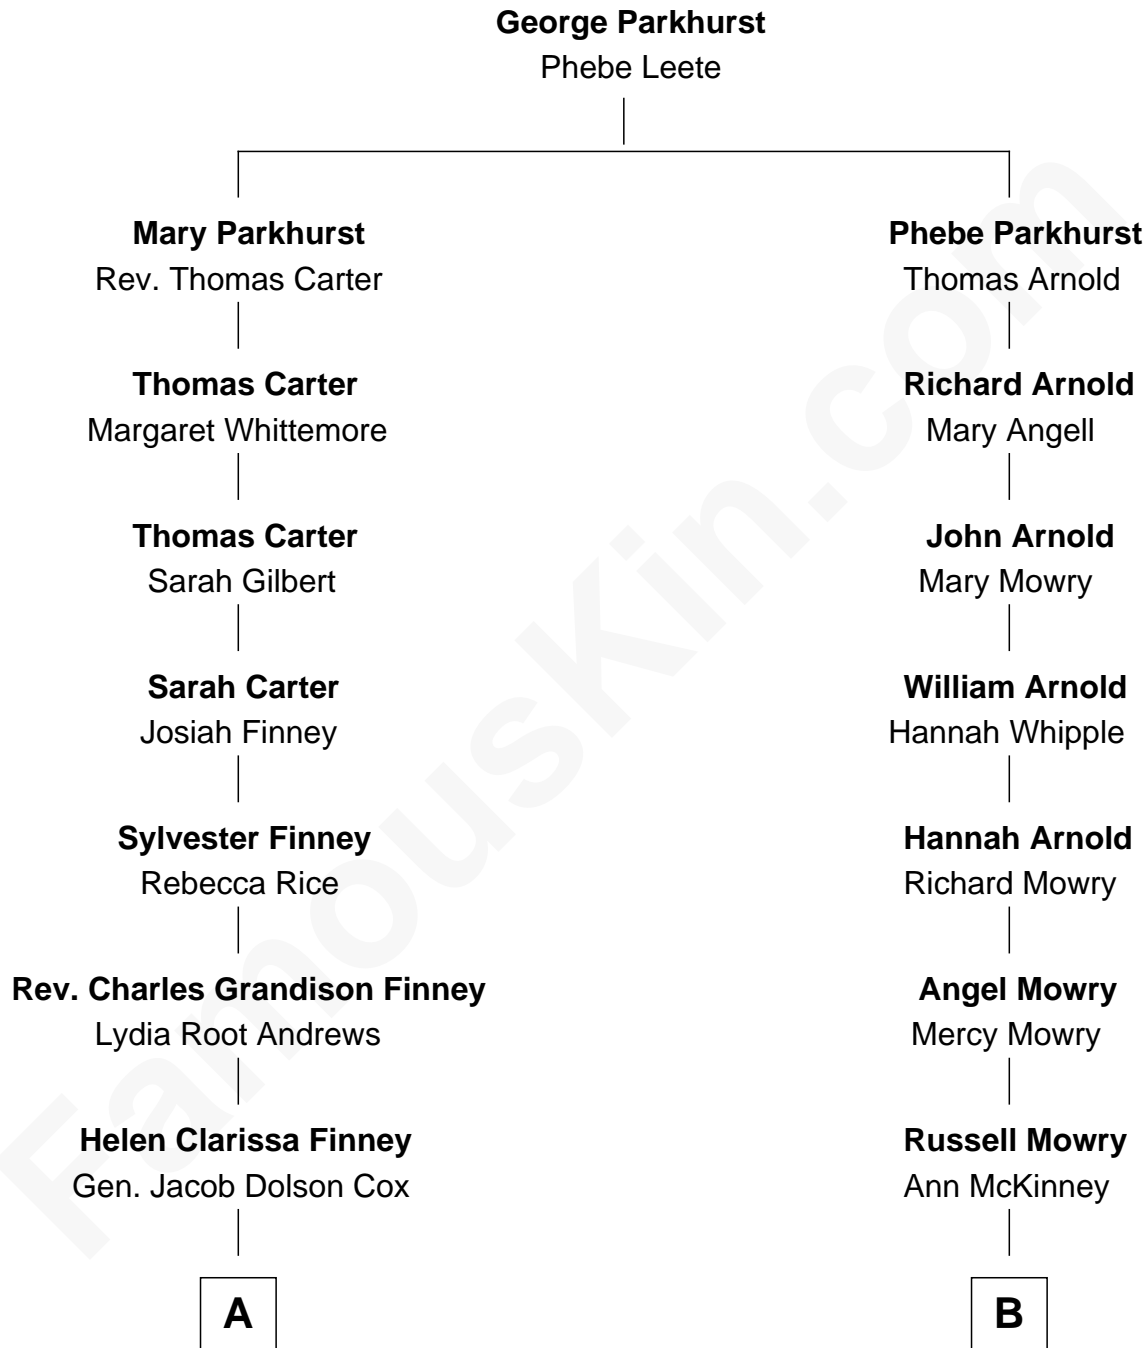 George Parkhurst
Phebe Leete
Mary Parkhurst
Rev. Thomas Carter
Phebe Parkhurst
Thomas Arnold
Thomas Carter
Margaret Whittemore
Richard Arnold
Mary Angell
Thomas Carter
Sarah Gilbert
John Arnold
Mary Mowry
Sarah Carter
Josiah Finney
William Arnold
Hannah Whipple
Sylvester Finney
Rebecca Rice
Hannah Arnold
Richard Mowry
Rev. Charles Grandison Finney
Lydia Root Andrews
Angel Mowry
Mercy Mowry
Helen Clarissa Finney
Gen. Jacob Dolson Cox
Russell Mowry
Ann McKinney
A
B
FamousKin.com